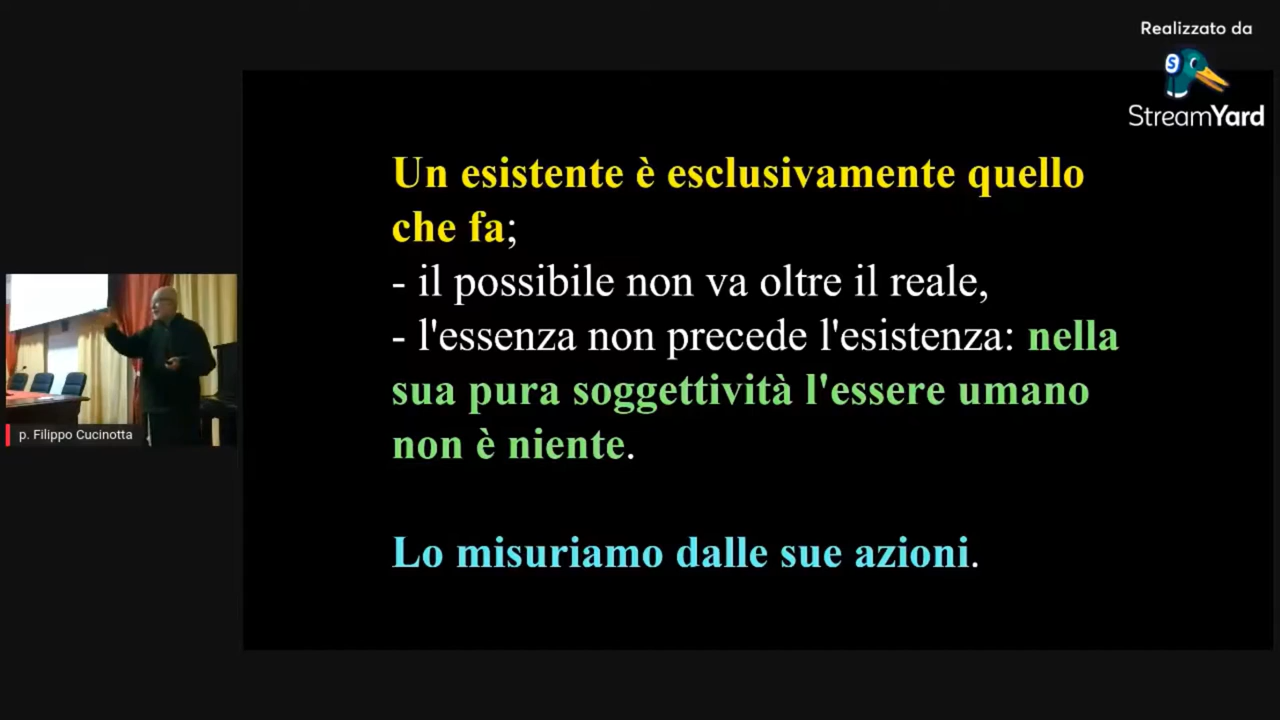 Realizzato da
StreamYard
Un esistente è esclusivamente quello
che fa;
- il possibile non va oltre il reale,
- l'essenza non precede l'esistenza: nella
sua pura soggettività l'essere umano
non è niente.
Lo misuriamo dalle sue azioni.
p. Filippo Cucinotta